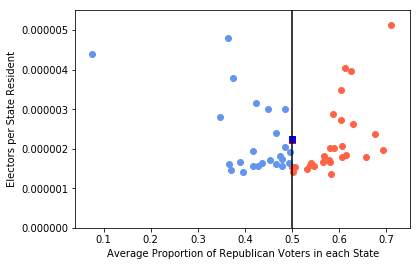 0.000005
0.000004
0.000003
0.000002
0.000001
0.000000
Electors per State Resident
0.1 0.2 0.3 0.4 0.5 0.6 0.7
Average Proportion of Republican Voters in each State